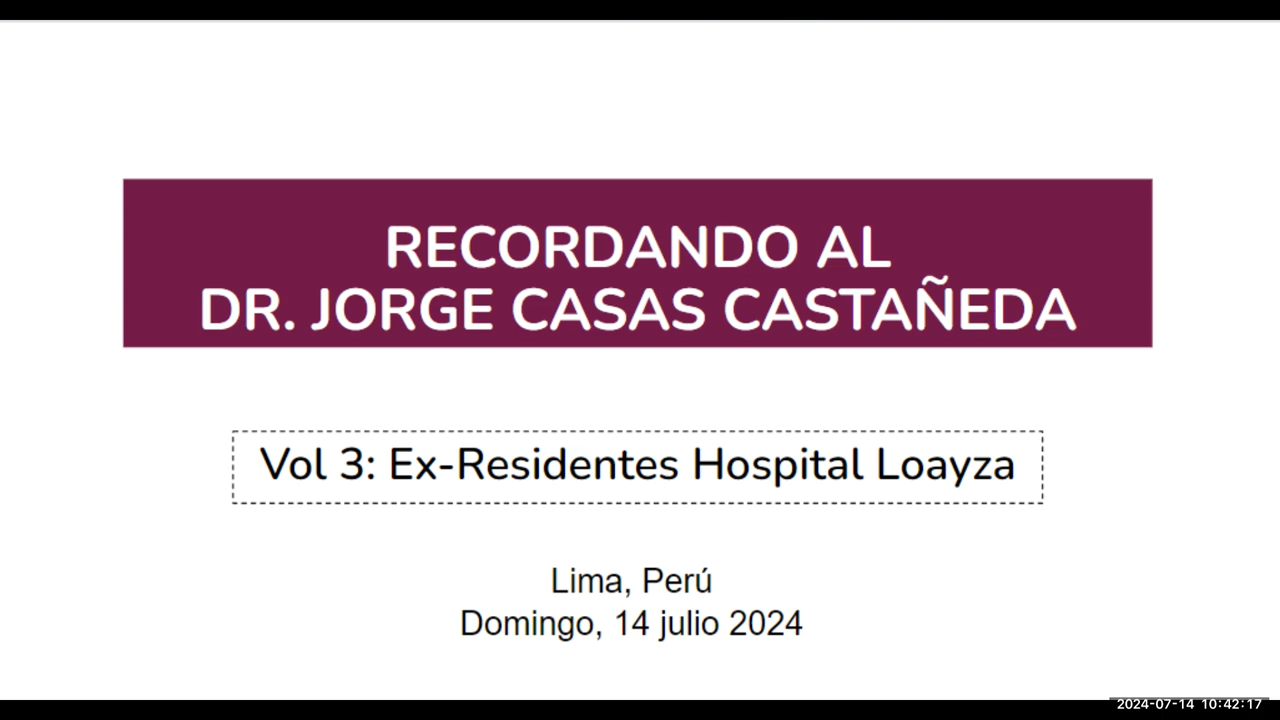 RECORDANDO AL
DR. JORGE CASAS CASTAÑEDA
Vol 3: Ex-Residentes Hospital Loayza
Lima, Perú
Domingo, 14 julio 2024
2024-07-14 10:42:17